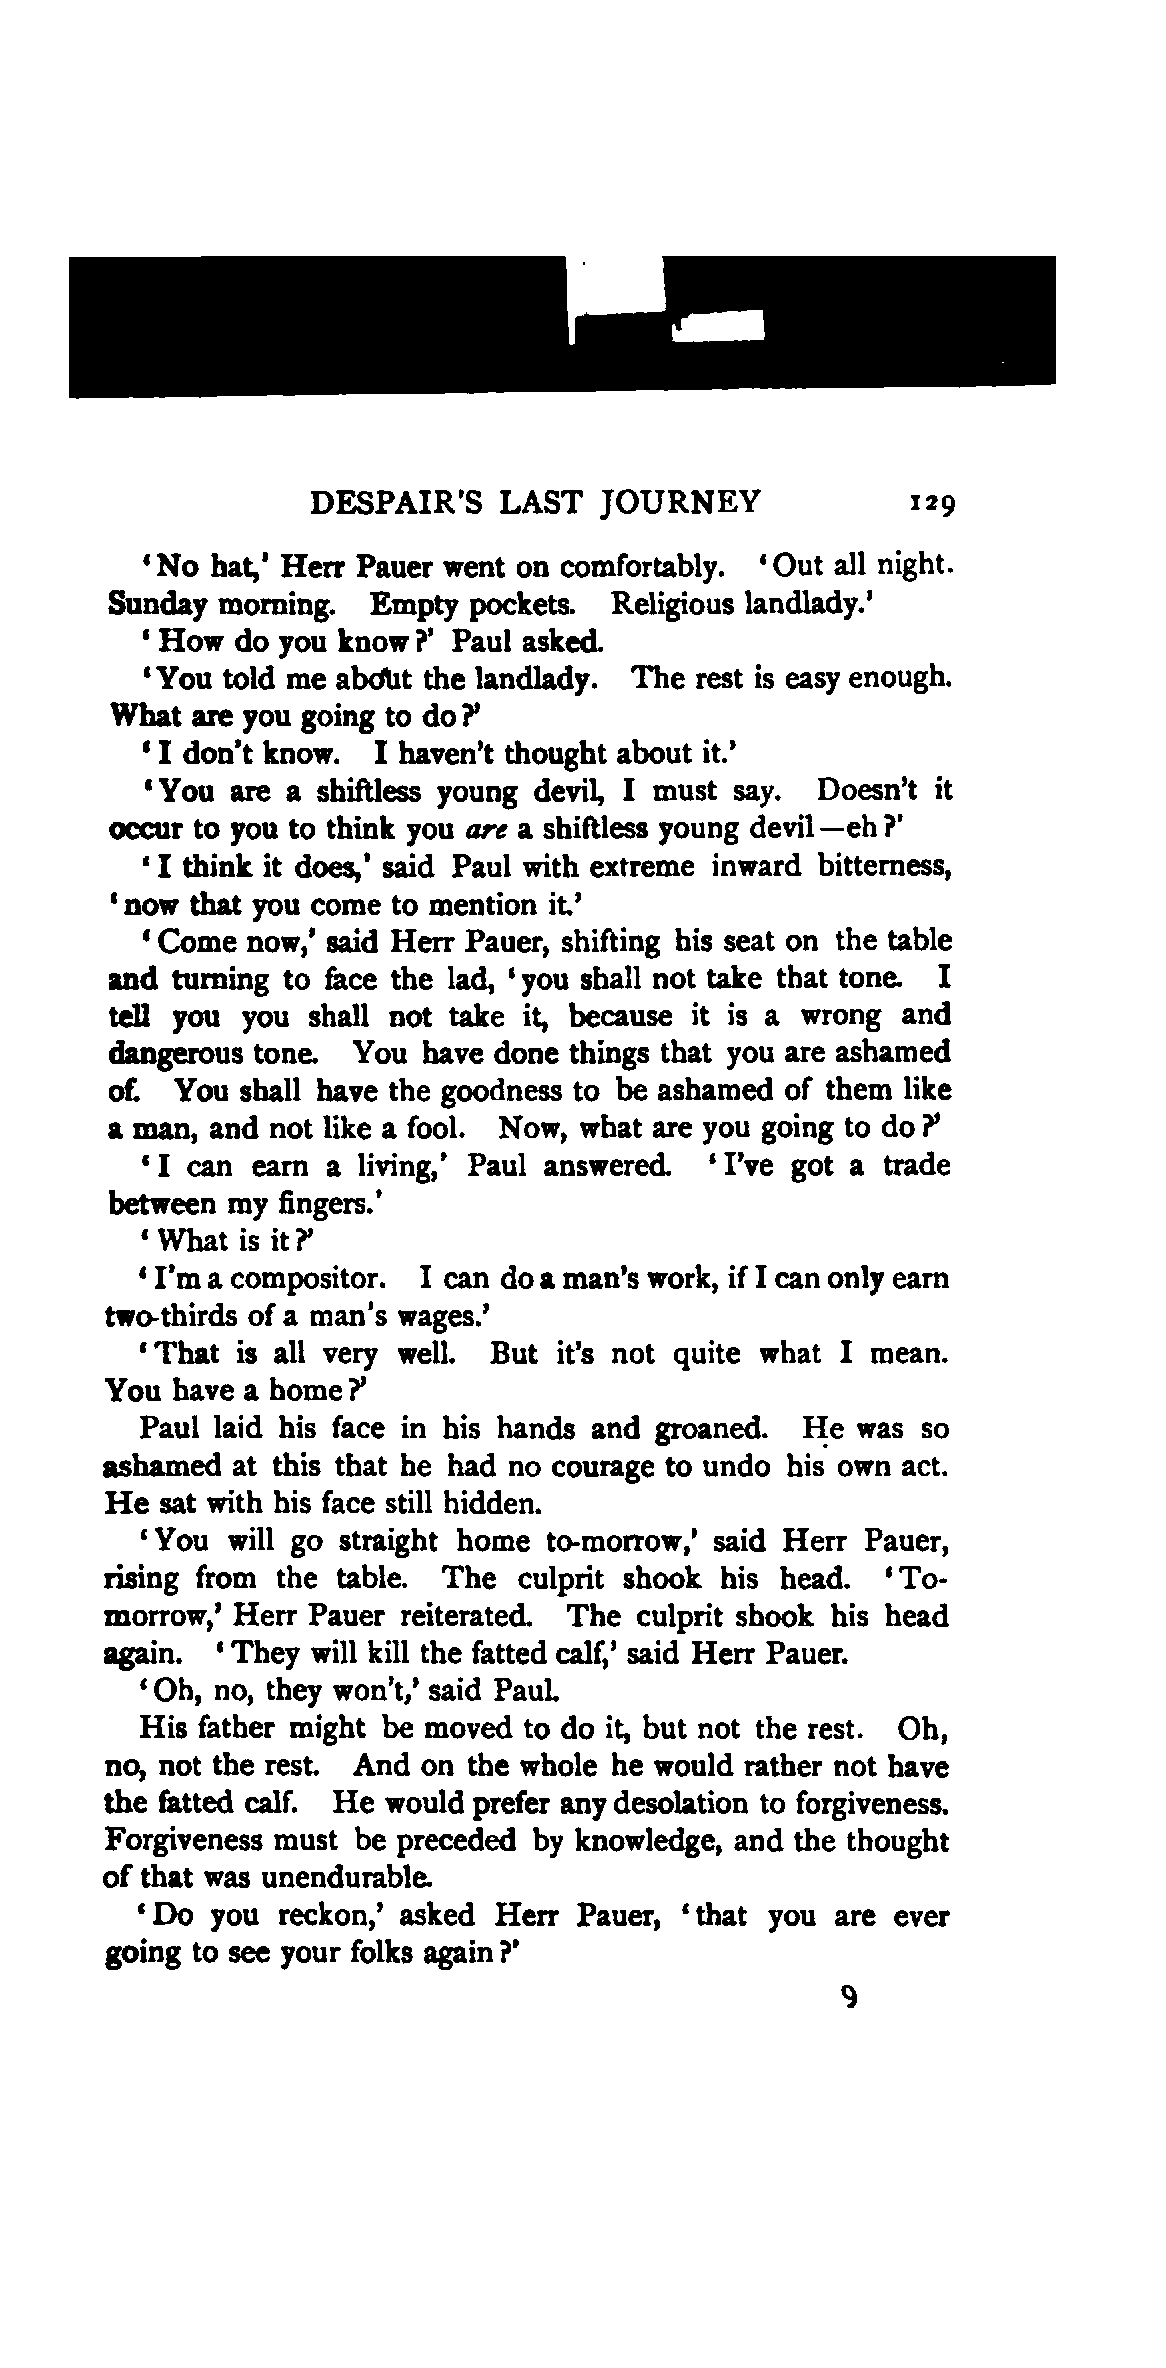 DESPAIR'S LAST JOURNEY 129
‘No hat,’ Herr Pauer went on comfortably. ‘Out all night.
Sunday morning. Empty pockets. Religious landlady.’
‘How do you know?’ Paul asked.
‘You told me about the landlady. The rest is easy enough.
What are you going to do?’
‘I don't know. I haven't thought about it.’
‘You are a shiftless young devil, I must say. Doesn't it
occur to you to think you are a shiftless young devil—eh?’
‘I think it does,’ said Paul with extreme inward bitterness,
‘now that you come to mention it.’
‘Come now,’ said Herr Pauer, shifting his seat on the table
and turning to face the lad, ‘you shall not take that tone. I
tell you you shall not take it, because it is a wrong and
dangerous tone. You have done things that you are ashamed
of. You shall have the goodness to be ashamed of them like
a man, and not like a fool. Now, what are you going to do?’
‘I can earn a living,’ Paul answered. ‘I've got a trade
between my fingers.’
‘What is it?’
‘I'm a compositor. I can do a man's work, if I can only earn
two-thirds of a man's wages.’
‘That is all very well. But it's not quite what I mean.
You have a home?’
Paul laid his face in his hands and groaned. He was so
ashamed at this that he had no courage to undo his own act.
He sat with his face still hidden.
‘You will go straight home to-morrow,’ said Herr Pauer,
rising from the table. The culprit shook his head. ‘To-
morrow,’ Herr Pauer reiterated. The culprit shook his head
again. ‘They will kill the fatted calf,’ said Herr Pauer.
‘Oh, no, they won't,’ said Paul.
His father might be moved to do it, but not the rest. Oh,
no, not the rest. And on the whole he would rather not have
the fatted calf. He would prefer any desolation to forgiveness.
Forgiveness must be preceded by knowledge, and the thought
of that was unendurable.
‘Do you reckon,’ asked Herr Pauer, ‘that you are ever
going to see your folks again?’
9